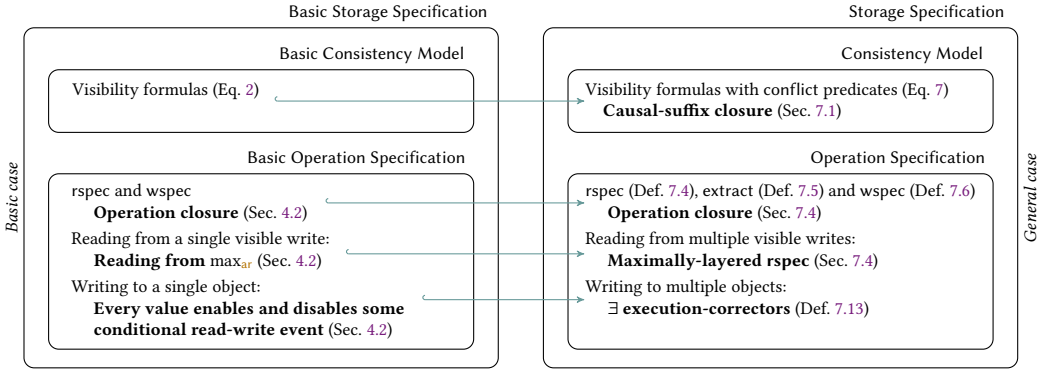 Basic Storage Specification
Basic Consistency Model
Visibility formulas (Eq. 2)
Basic Operation Specification
rspec and wspec
Operation closure (Sec. 4.2)
Reading from a single visible write:
Reading from max_ar (Sec. 4.2)
Writing to a single object:
Every value enables and disables some
conditional read-write event (Sec. 4.2)
Basic case
Storage Specification
Consistency Model
Visibility formulas with conflict predicates (Eq. 7)
Causal-suffix closure (Sec. 7.1)
Operation Specification
rspec (Def. 7.4), extract (Def. 7.5) and wspec (Def. 7.6)
Operation closure (Sec. 7.4)
Reading from multiple visible writes:
Maximally-layered rspec (Sec. 7.4)
Writing to multiple objects:
∃ execution-correctors (Def. 7.13)
General case